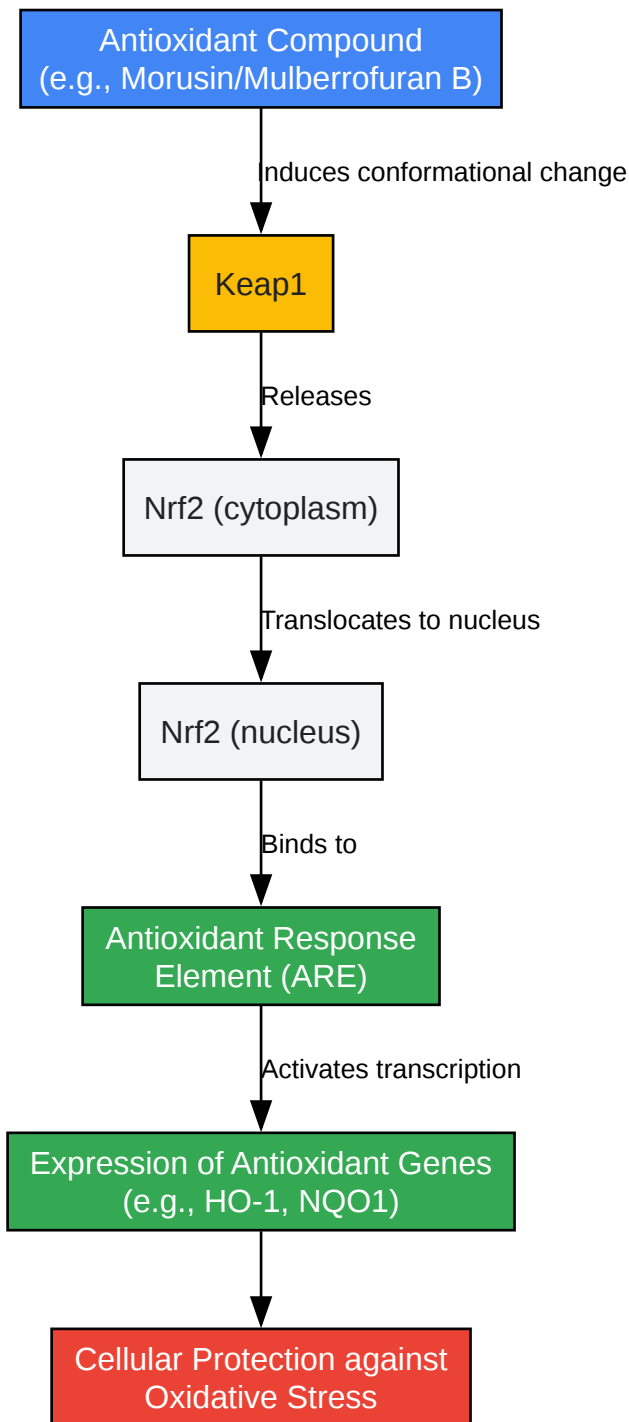 Antioxidant Compound
(e.g., Morusin/Mulberrofuran B)
Induces conformational change
Keap1
Releases
Nrf2 (cytoplasm)
Translocates to nucleus
Nrf2 (nucleus)
Binds to
Antioxidant Response
Element (ARE)
Activates transcription
Expression of Antioxidant Genes
(e.g., HO-1, NQO1)
Cellular Protection against
Oxidative Stress